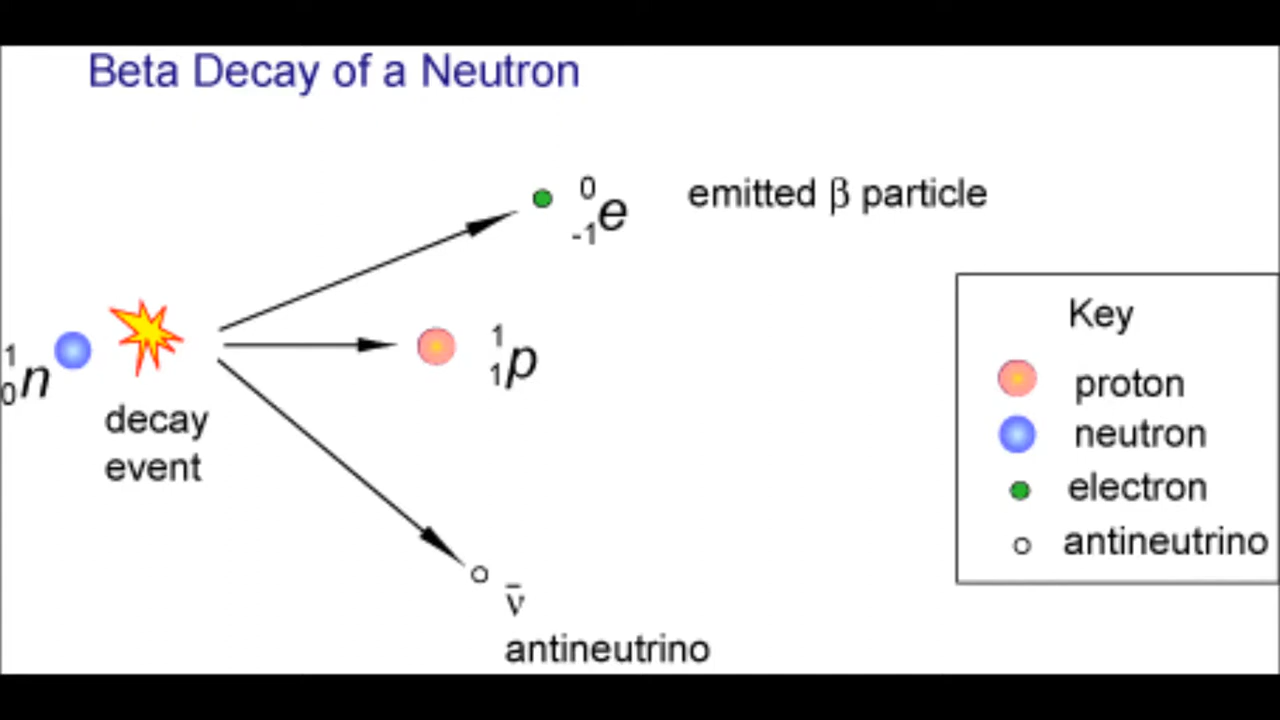 Beta Decay of a Neutron
0
-1e
emitted β particle
1
0n
1
1p
decay
event
ν̄
antineutrino
Key
proton
neutron
electron
antineutrino